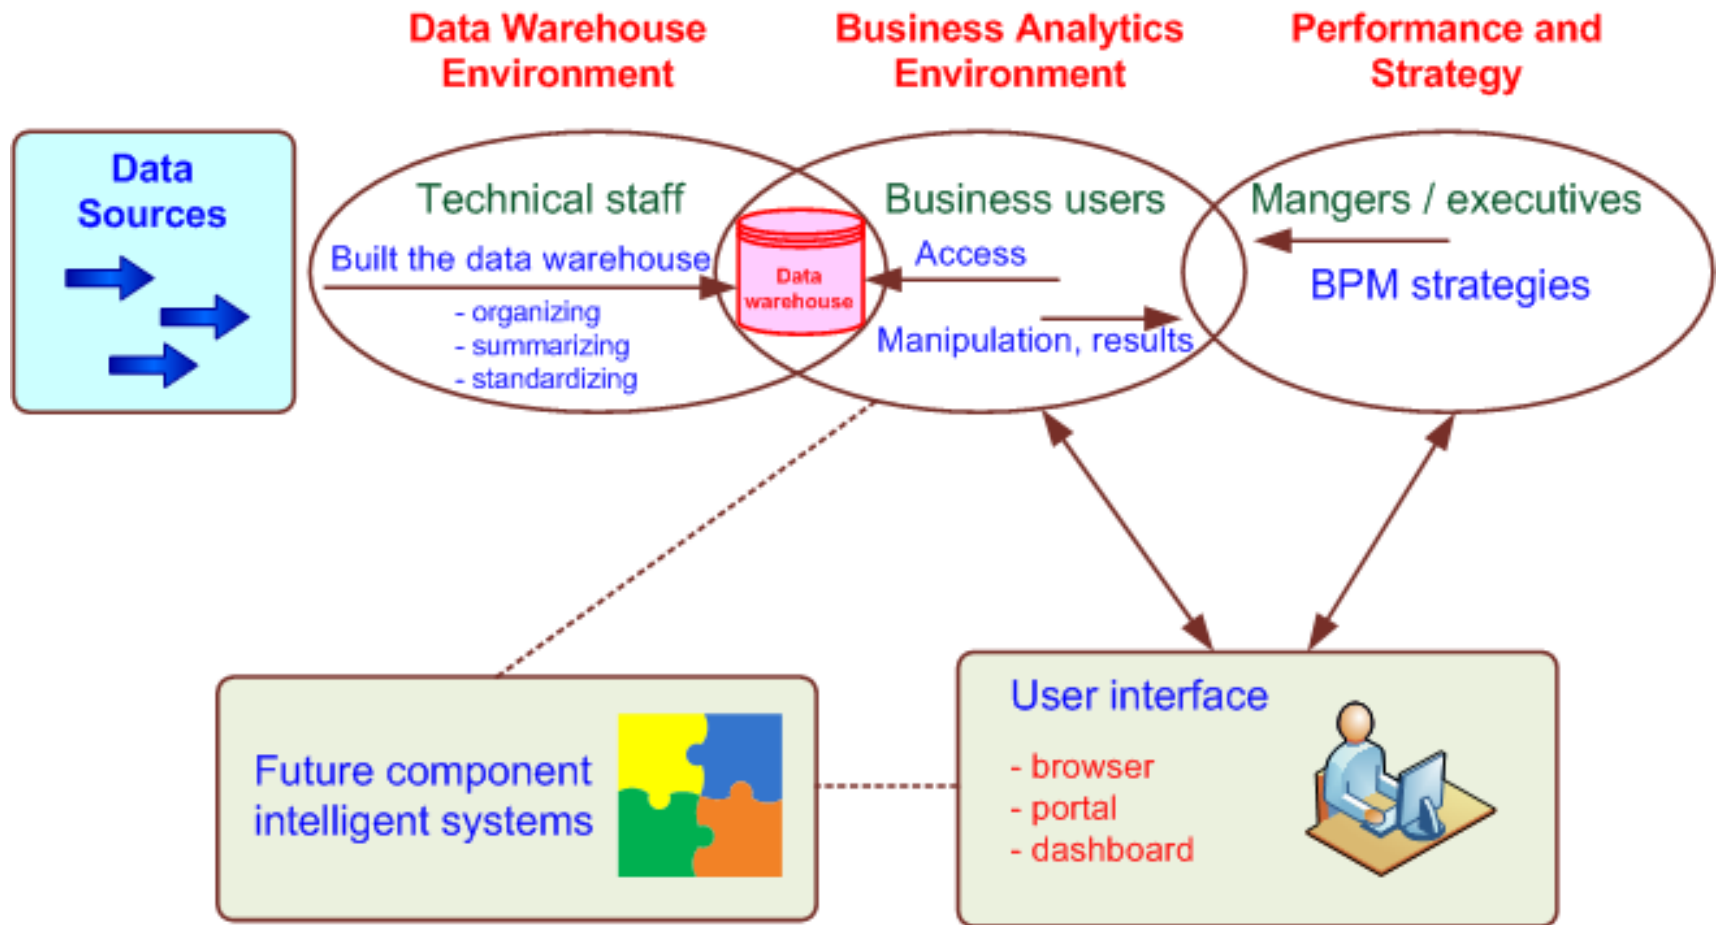 Data Warehouse
Environment
Business Analytics
Environment
Performance and
Strategy
Data
Sources
Technical staff
Built the data warehouse
- organizing
- summarizing
- standardizing
Data
warehouse
Business users
Access
Manipulation, results
Mangers / executives
BPM strategies
Future component
intelligent systems
User interface
- browser
- portal
- dashboard